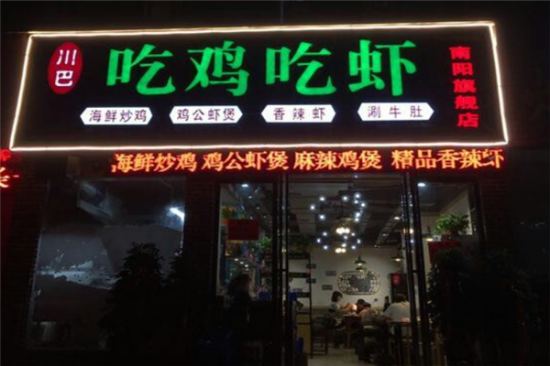 川巴
吃鸡吃虾
南阳旗舰店
海鲜炒鸡 鸡公虾煲 香辣虾 涮牛肚
海鲜炒鸡 鸡公虾煲 麻辣鸡煲 精品香辣虾